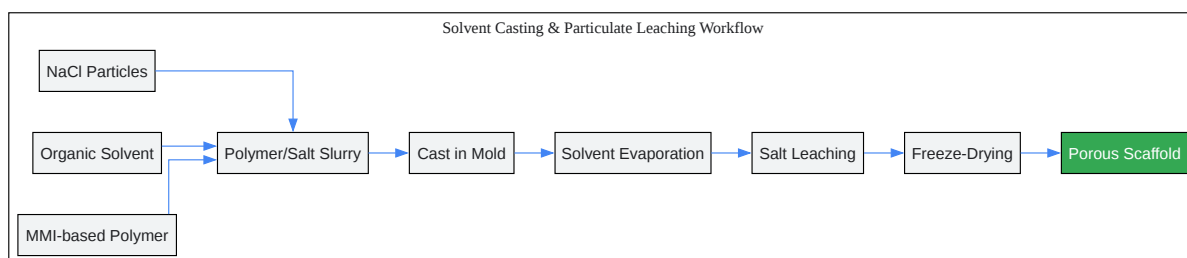 Solvent Casting & Particulate Leaching Workflow
NaCl Particles
Organic Solvent
MMI-based Polymer
Polymer/Salt Slurry
Cast in Mold
Solvent Evaporation
Salt Leaching
Freeze-Drying
Porous Scaffold